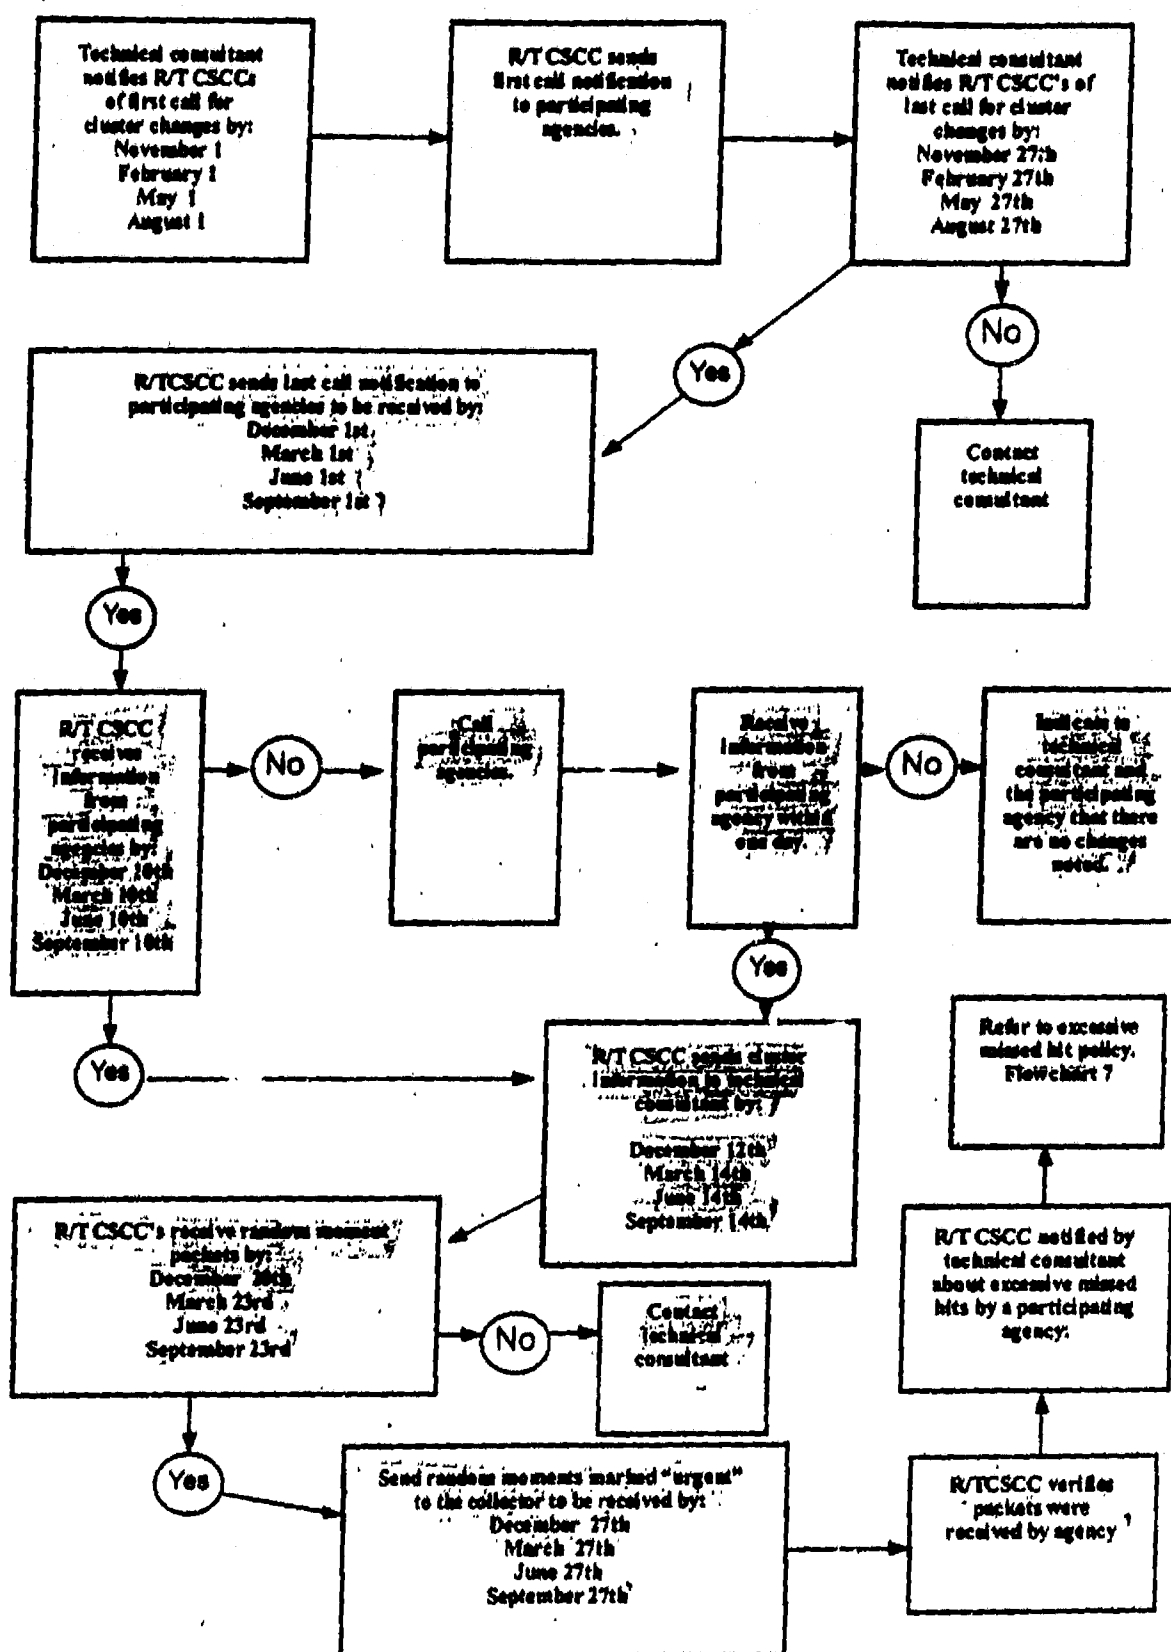 Technical consultant
notifies R/T CSCCs
of first call for
cluster changes by:
November 1
February 1
May 1
August 1
R/T CSCC sends
first call notification
to participating
agencies.
Technical consultant
notifies R/T CSCC's of
last call for cluster
changes by:
November 27th
February 27th
May 27th
August 27th
No
Yes
Contact
technical
consultant
R/TCSCC sends last call notification to
participating agencies to be received by:
December 1st
March 1st
June 1st
September 1st
Yes
R/T CSCC
receives
information
from
participating
agencies by:
December 10th
March 10th
June 10th
September 10th
No
Call
participating
agencies.
Receive
information
from
participating
agency within
one day.
No
Indicate to
technical
consultant and
the participating
agency that there
are no changes
noted.
Yes
Yes
R/T CSCC sends cluster
information to technical
consultant by:
December 12th
March 14th
June 14th
September 14th
Refer to excessive
missed hit policy.
Flowchart 7
R/T CSCC notified by
technical consultant
about excessive missed
hits by a participating
agency.
R/T CSCC's receive random moment
packets by:
December 20th
March 23rd
June 23rd
September 23rd
No
Contact
technical
consultant
Yes
Send random moments marked "urgent"
to the collector to be received by:
December 27th
March 27th
June 27th
September 27th
R/TCSCC verifies
packets were
received by agency